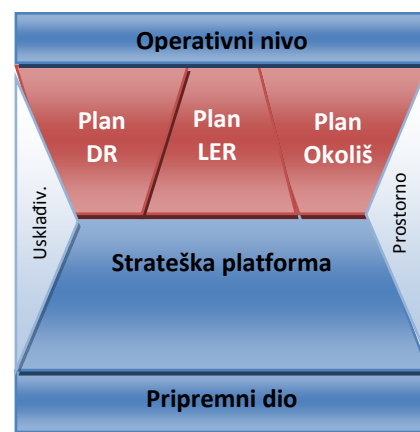 Operativni nivo
Plan
DR
Plan
LER
Plan
Okoliš
Usklađiv.
Prostorno
Strateška platforma
Pripremni dio